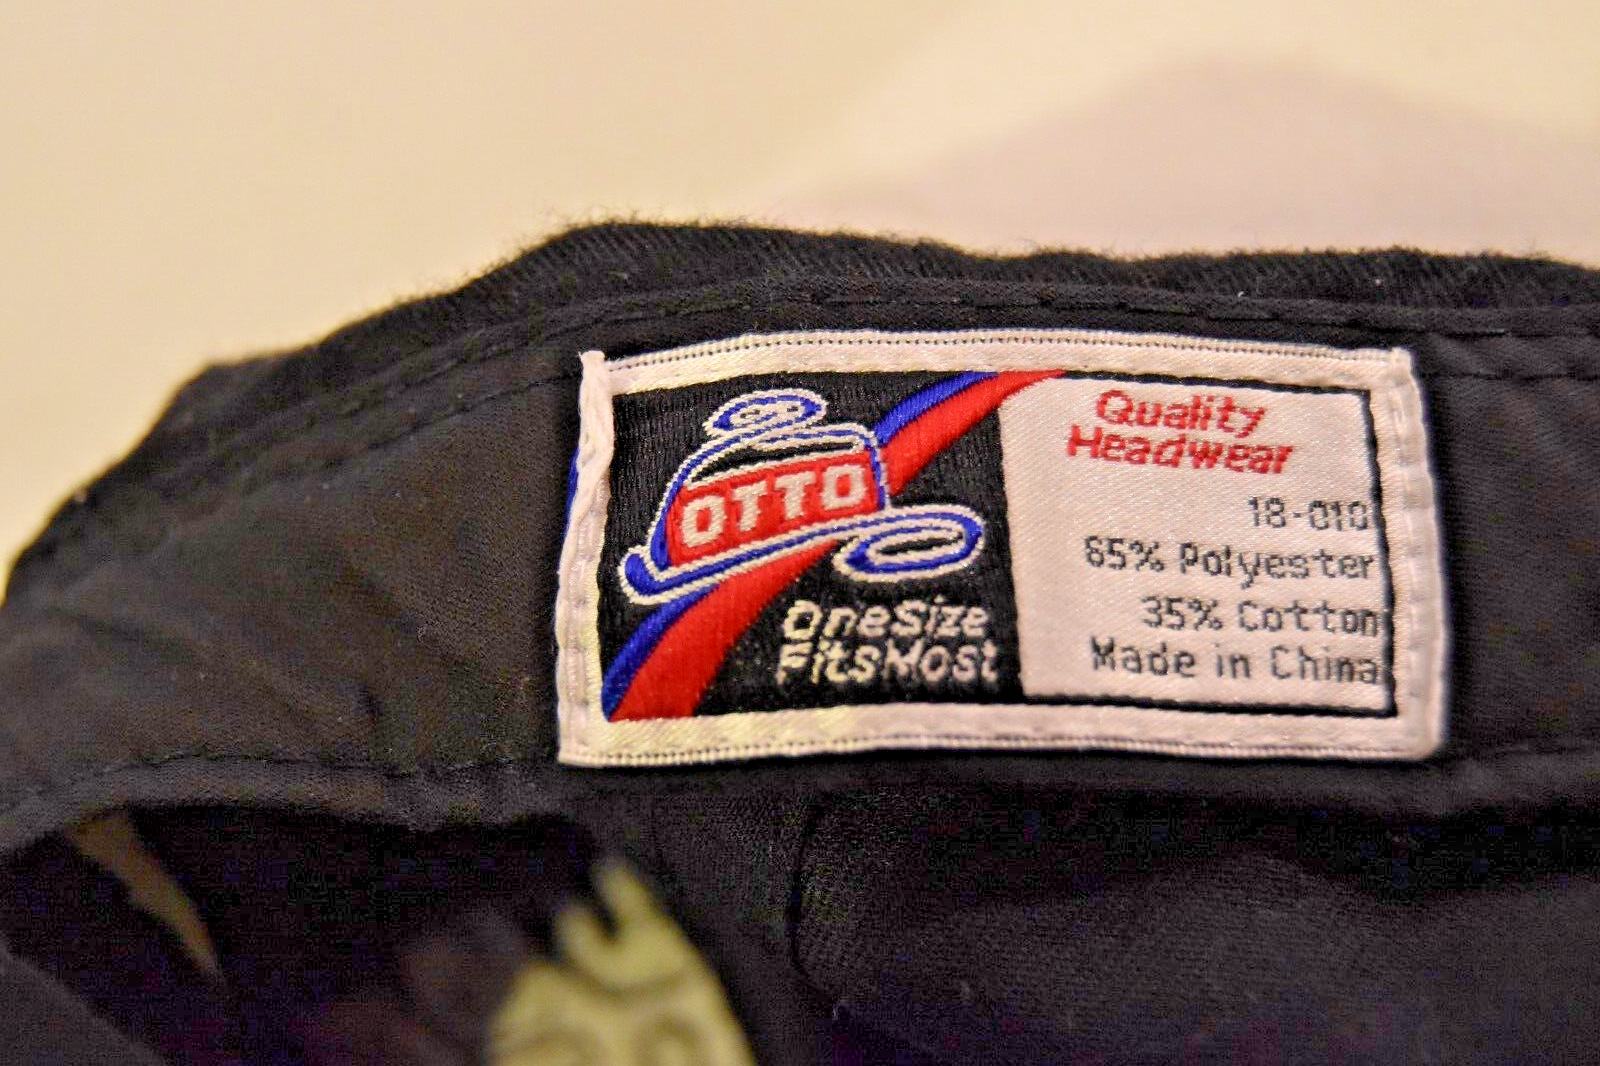 OTTO
OneSize
FitsMost
Quality
Headwear
18-010
65% Polyester
35% Cotton
Made in China